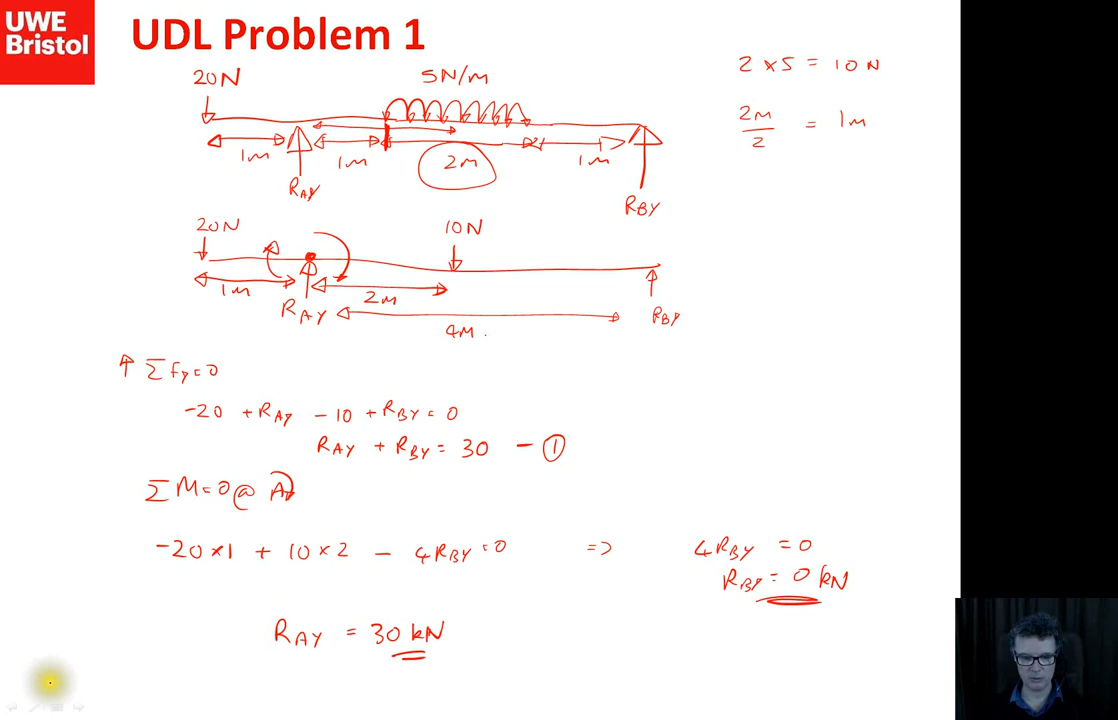 UWE
Bristol
UDL Problem 1
2 × 5 = 10 N
2M/2 = 1m
20N
5N/m
1M
1M
2M
1M
RAY
RBY
20N
10N
1M
2M
RAY
RBY
4M.
↑ ΣFy=0
-20 + RAY - 10 + RBY = 0
RAY + RBY = 30 - ①
ΣM=0 @ A
-20×1 + 10×2 - 4RBY=0 => 4RBY = 0
RBY = 0 kN
RAY = 30 kN